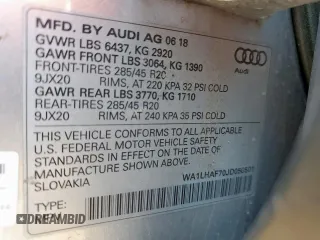 MFD. BY AUDI AG 06 18
GVWR LBS 6437, KG 2920
GAWR FRONT LBS 3064, KG 1390
FRONT-TIRES 285/45 R20
9JX20 RIMS, AT 220 KPA 32 PSI COLD
GAWR REAR LBS 3770, KG 1710
REAR-TIRES 285/45 R20
9JX20 RIMS, AT 240 KPA 35 PSI COLD
THIS VEHICLE CONFORMS TO ALL APPLICABLE
U.S. FEDERAL MOTOR VEHICLE SAFETY
STANDARDS IN EFFECT ON THE DATE OF
MANUFACTURE SHOWN ABOVE.
SLOVAKIA
TYPE: